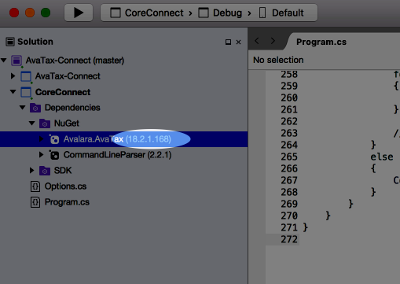 CoreConnect › Debug › Default
Solution
AvaTax-Connect (master)
AvaTax-Connect
CoreConnect
Dependencies
NuGet
Avalara.AvaTax (18.2.1.168)
CommandLineParser (2.2.1)
SDK
Options.cs
Program.cs
Program.cs
No selection
258 fo
259 {
260
261 }
262
263 //
264 }
265 else
266 {
267 Co
268 }
269 }
270 }
271 }
272